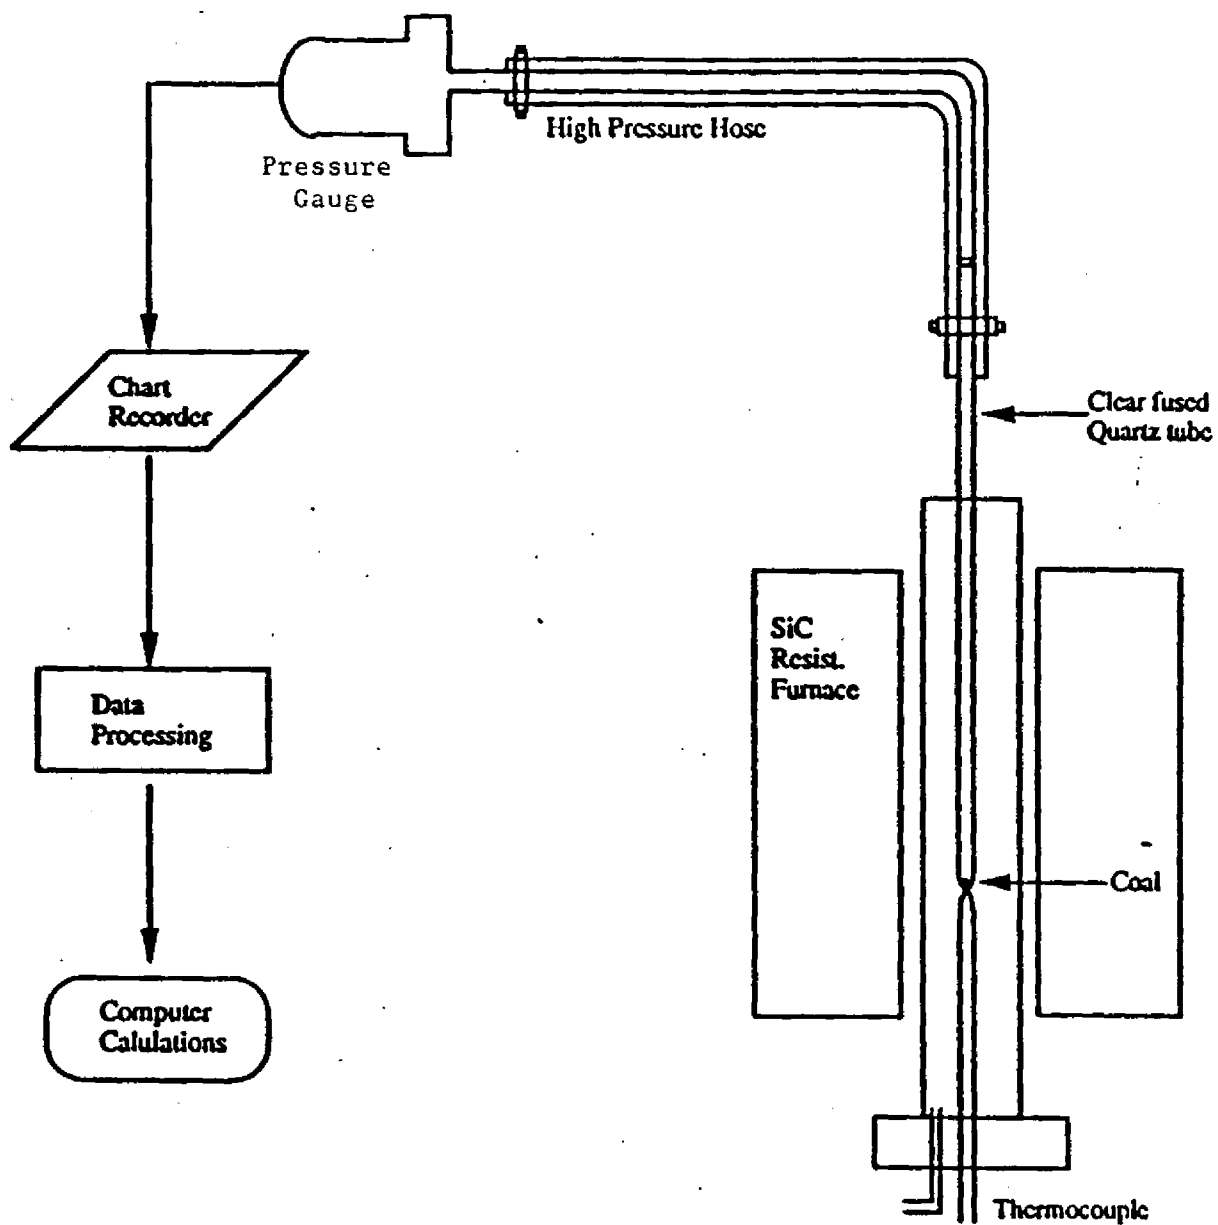 High Pressure Hose
Pressure
Gauge
Chart
Recorder
Clear fused
Quartz tube
SiC
Resist.
Furnace
Data
Processing
Coal
Computer
Calulations
Thermocouple